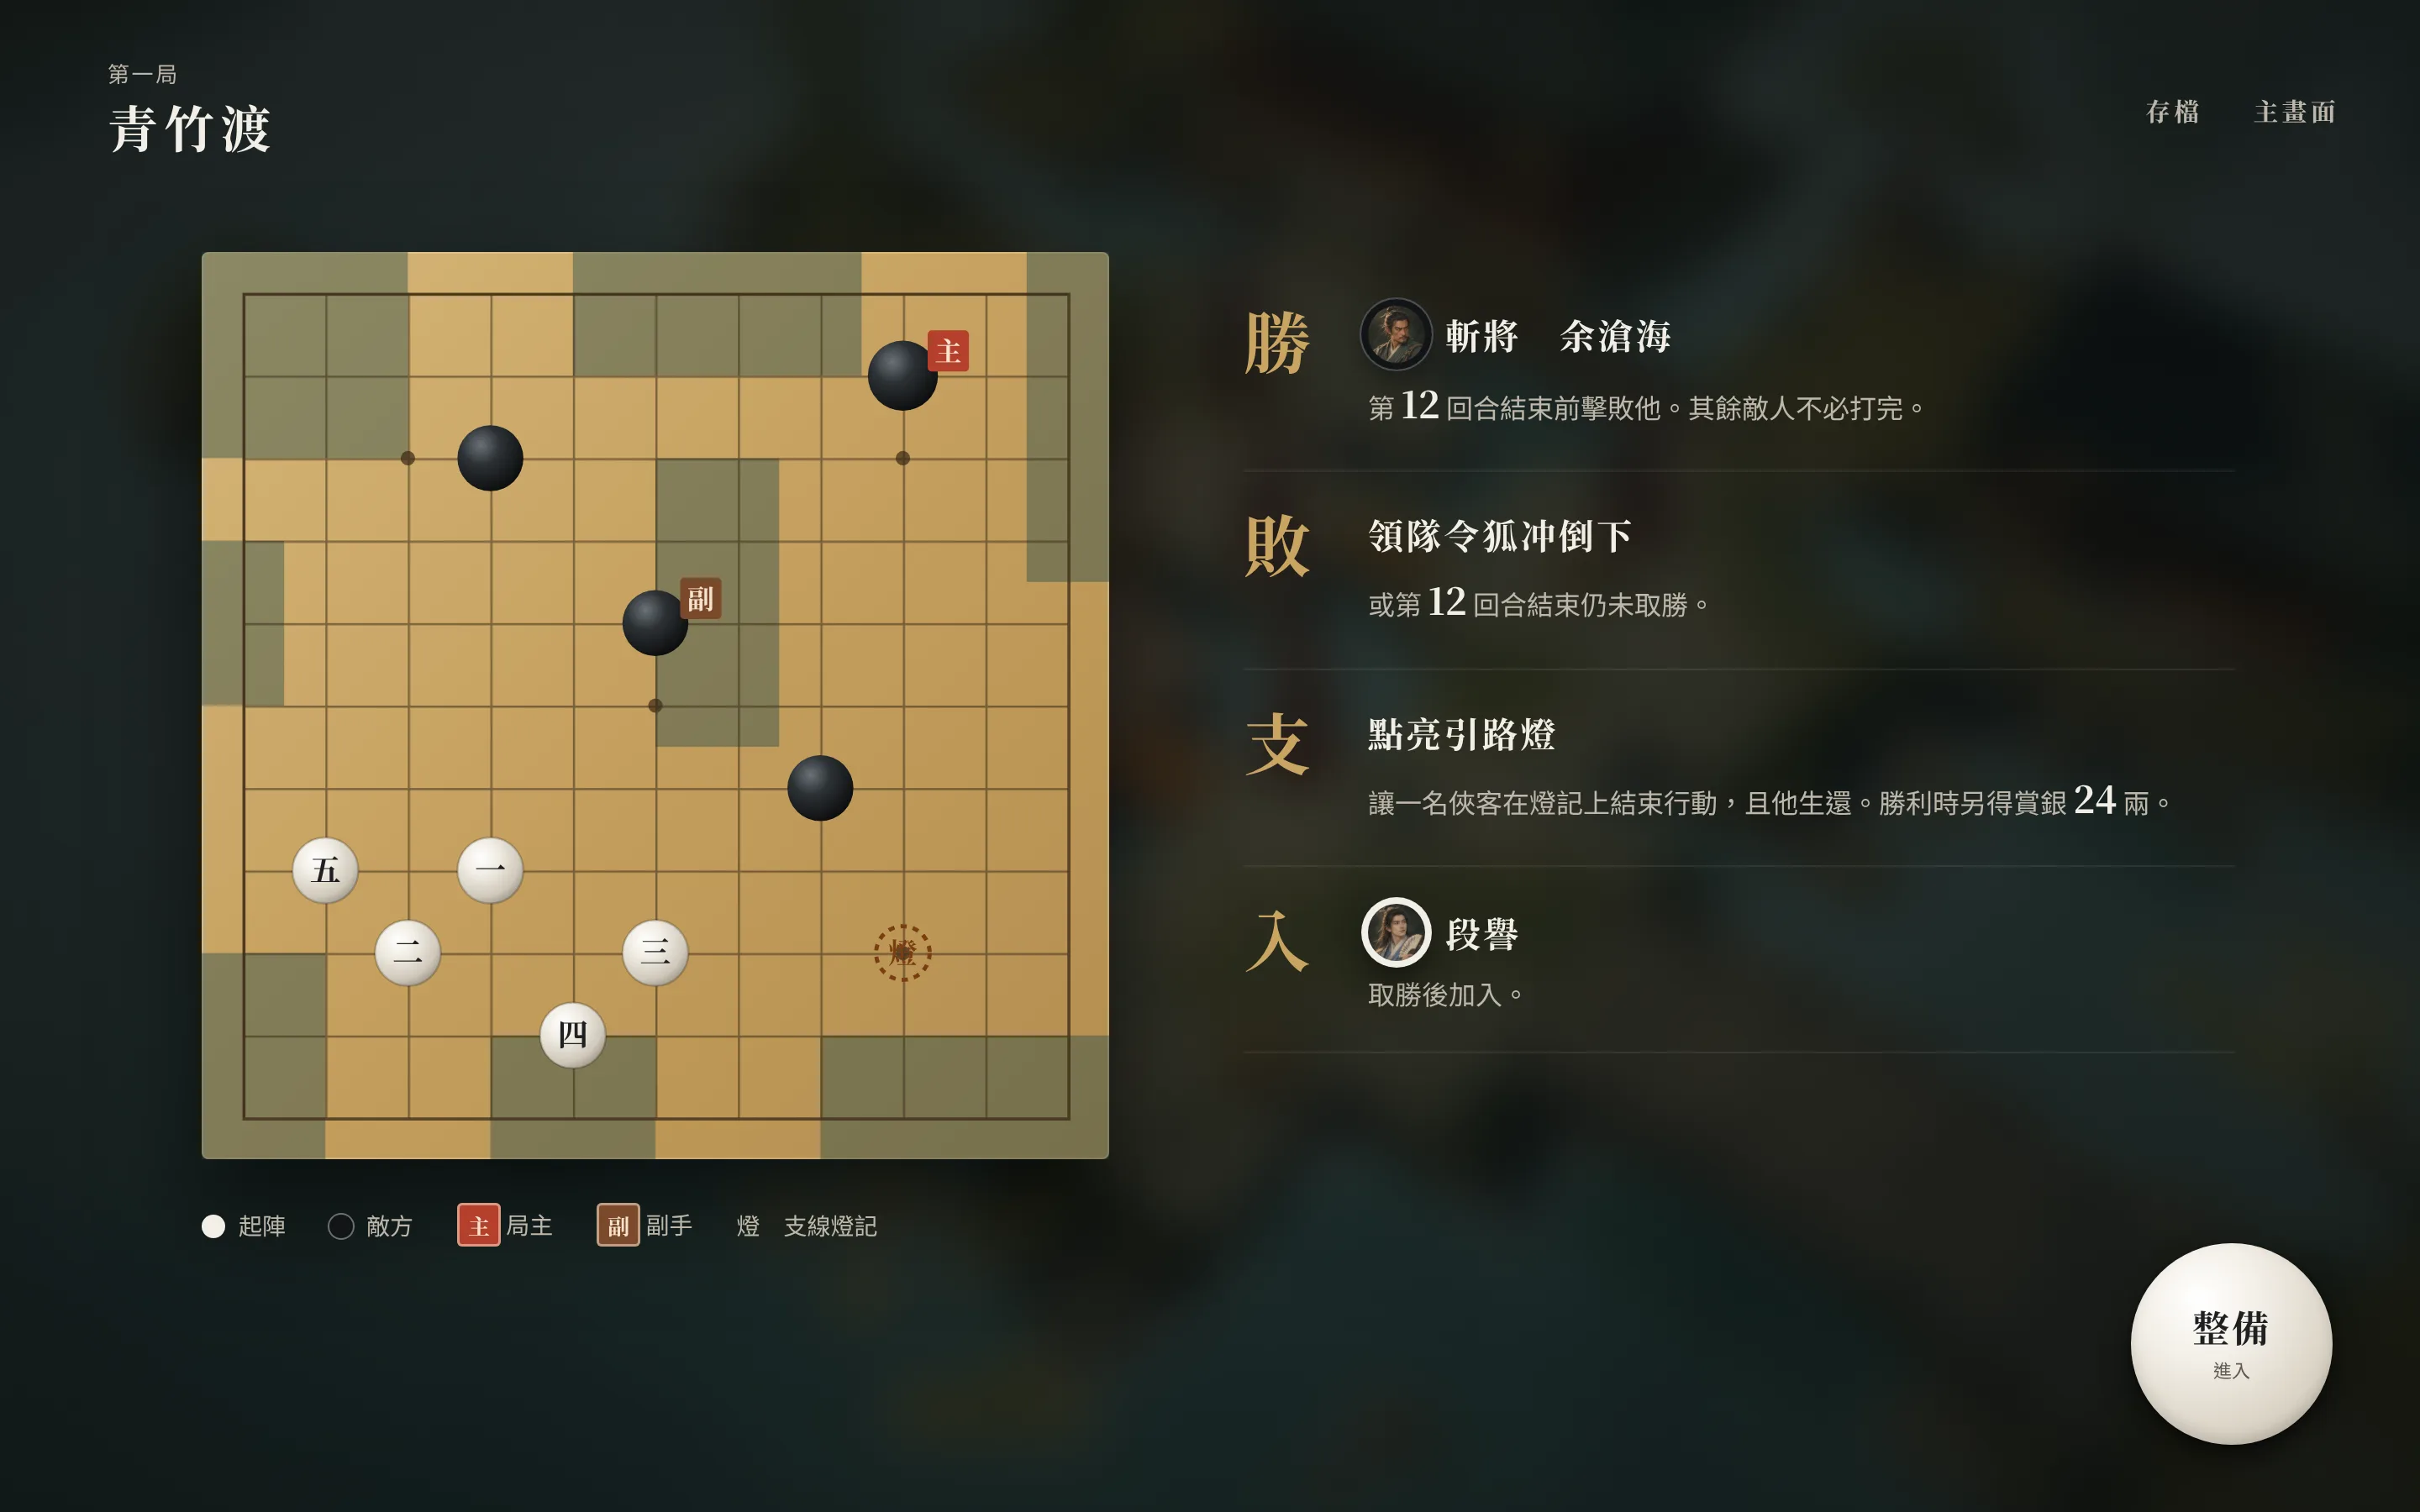 第一局
青竹渡
存檔 主畫面
主
副
五 一
二 三 燈
四
起陣 敵方 主 局主 副 副手 燈 支線燈記
勝 斬將 余滄海
第 12 回合結束前擊敗他。其餘敵人不必打完。
敗 領隊令狐冲倒下
或第 12 回合結束仍未取勝。
支 點亮引路燈
讓一名俠客在燈記上結束行動，且他生還。勝利時另得賞銀 24 兩。
入 段譽
取勝後加入。
整備
進入